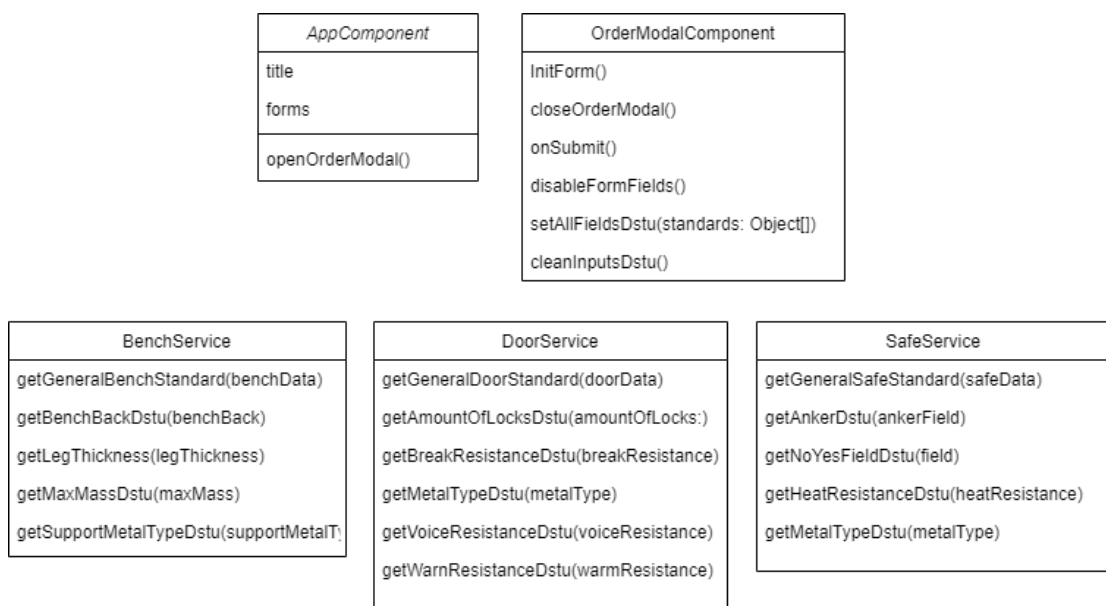 AppComponent
title
forms
openOrderModal()
OrderModalComponent
InitForm()
closeOrderModal()
onSubmit()
disableFormFields()
setAllFieldsDstu(standards: Object[])
cleanInputsDstu()
BenchService
getGeneralBenchStandard(benchData)
getBenchBackDstu(benchBack)
getLegThickness(legThickness)
getMaxMassDstu(maxMass)
getSupportMetalTypeDstu(supportMetalTy
DoorService
getGeneralDoorStandard(doorData)
getAmountOfLocksDstu(amountOfLocks:)
getBreakResistanceDstu(breakResistance)
getMetalTypeDstu(metalType)
getVoiceResistanceDstu(voiceResistance)
getWarnResistanceDstu(warmResistance)
SafeService
getGeneralSafeStandard(safeData)
getAnkerDstu(ankerField)
getNoYesFieldDstu(field)
getHeatResistanceDstu(heatResistance)
getMetalTypeDstu(metalType)